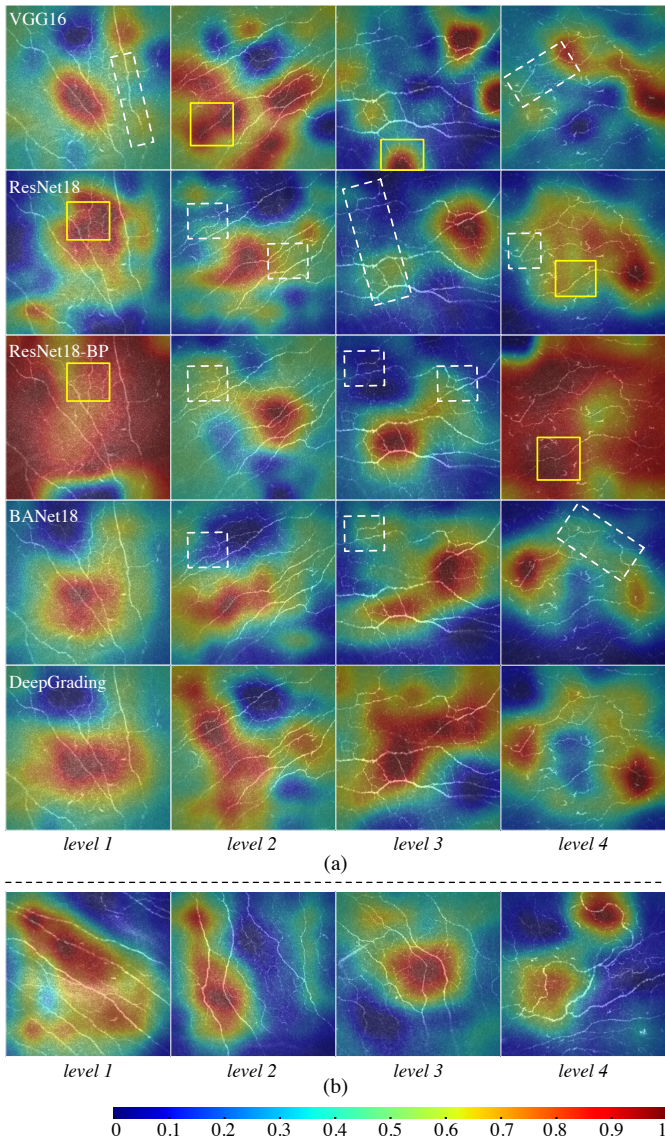 VGG16
ResNet18
ResNet18-BP
BANet18
DeepGrading
level 1 level 2 level 3 level 4
(a)
level 1 level 2 level 3 level 4
(b)
0 0.1 0.2 0.3 0.4 0.5 0.6 0.7 0.8 0.9 1